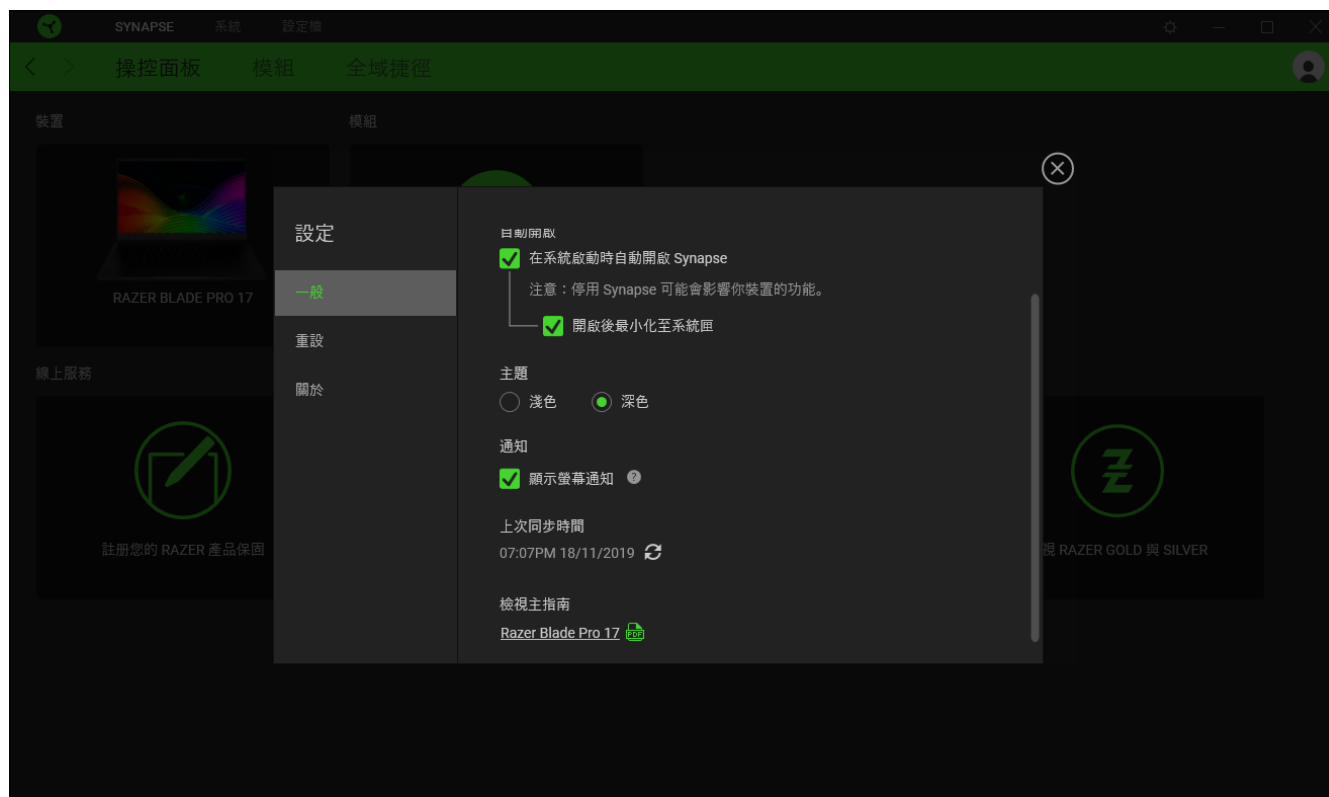 SYNAPSE 系統 設定檔
操控面板 模組 全域捷徑
裝置 模組
RAZER BLADE PRO 17
線上服務
註册您的 RAZER 產品保固
視 RAZER GOLD 與 SILVER
設定
一般
重設
關於
自動開啟
在系統啟動時自動開啟 Synapse
注意：停用 Synapse 可能會影響你裝置的功能。
開啟後最小化至系統匣
主題
淺色 深色
通知
顯示螢幕通知 ?
上次同步時間
07:07PM 18/11/2019
檢視主指南
Razer Blade Pro 17 PDF